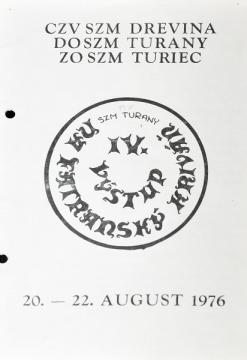 CZV SZM DREVINA
DO SZM TURANY
ZO SZM TURIEC
SZM TURANY
IV.
VÝSTUP
NA FATRANSKÝ KRIVÁŇ
20. — 22. AUGUST 1976